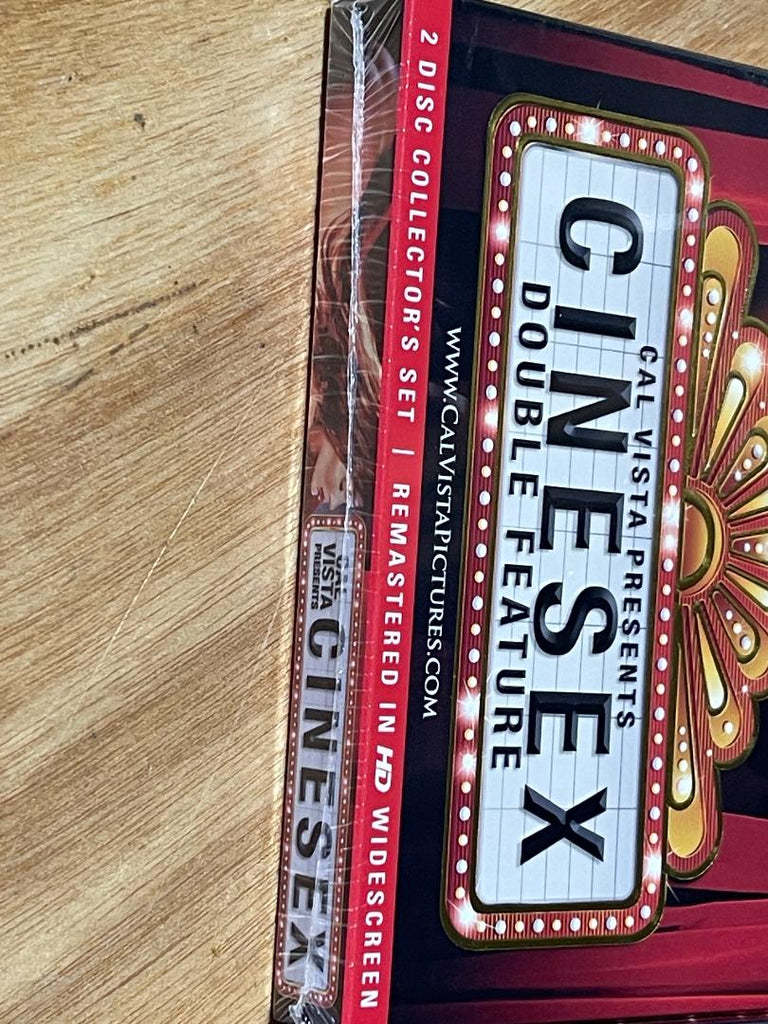 CAL VISTA PRESENTS
CINESEX
DOUBLE FEATURE
www.CalVistaPictures.com
2 DISC COLLECTOR'S SET | REMASTERED IN HD WIDESCREEN
CAL
VISTA
PRESENTS
CINESEX